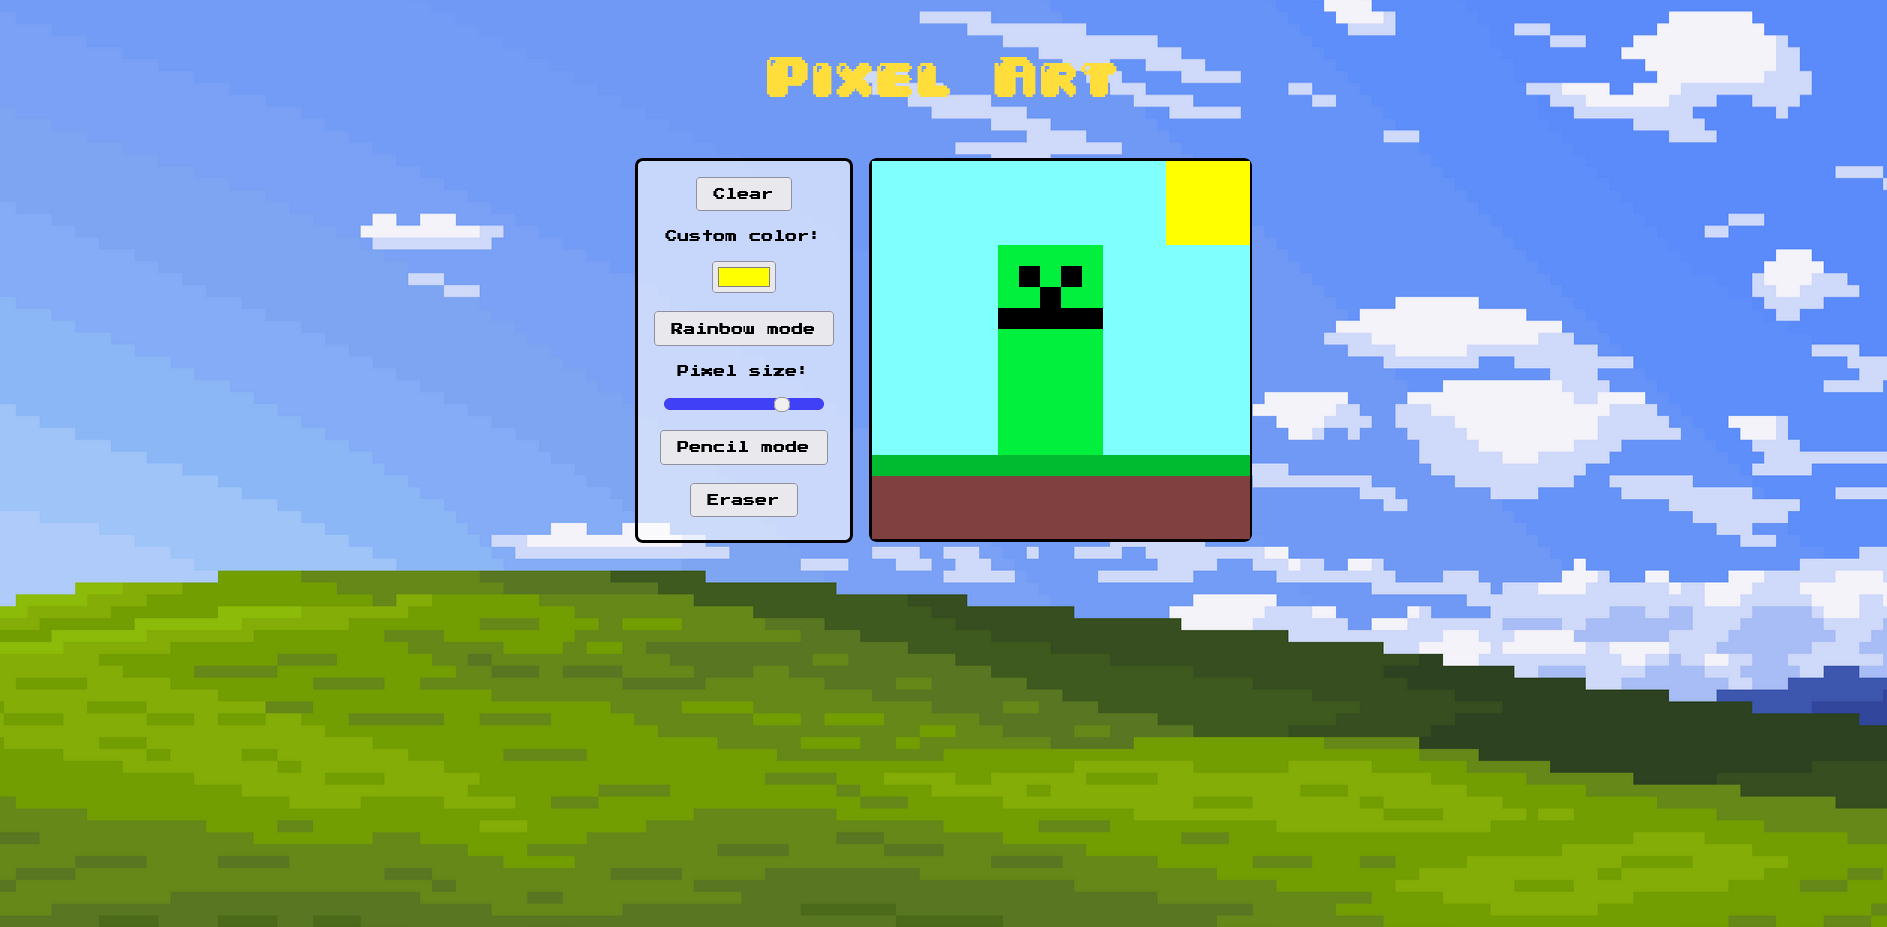 Pixel Art
Clear
Custom color:
Rainbow mode
Pixel size:
Pencil mode
Eraser